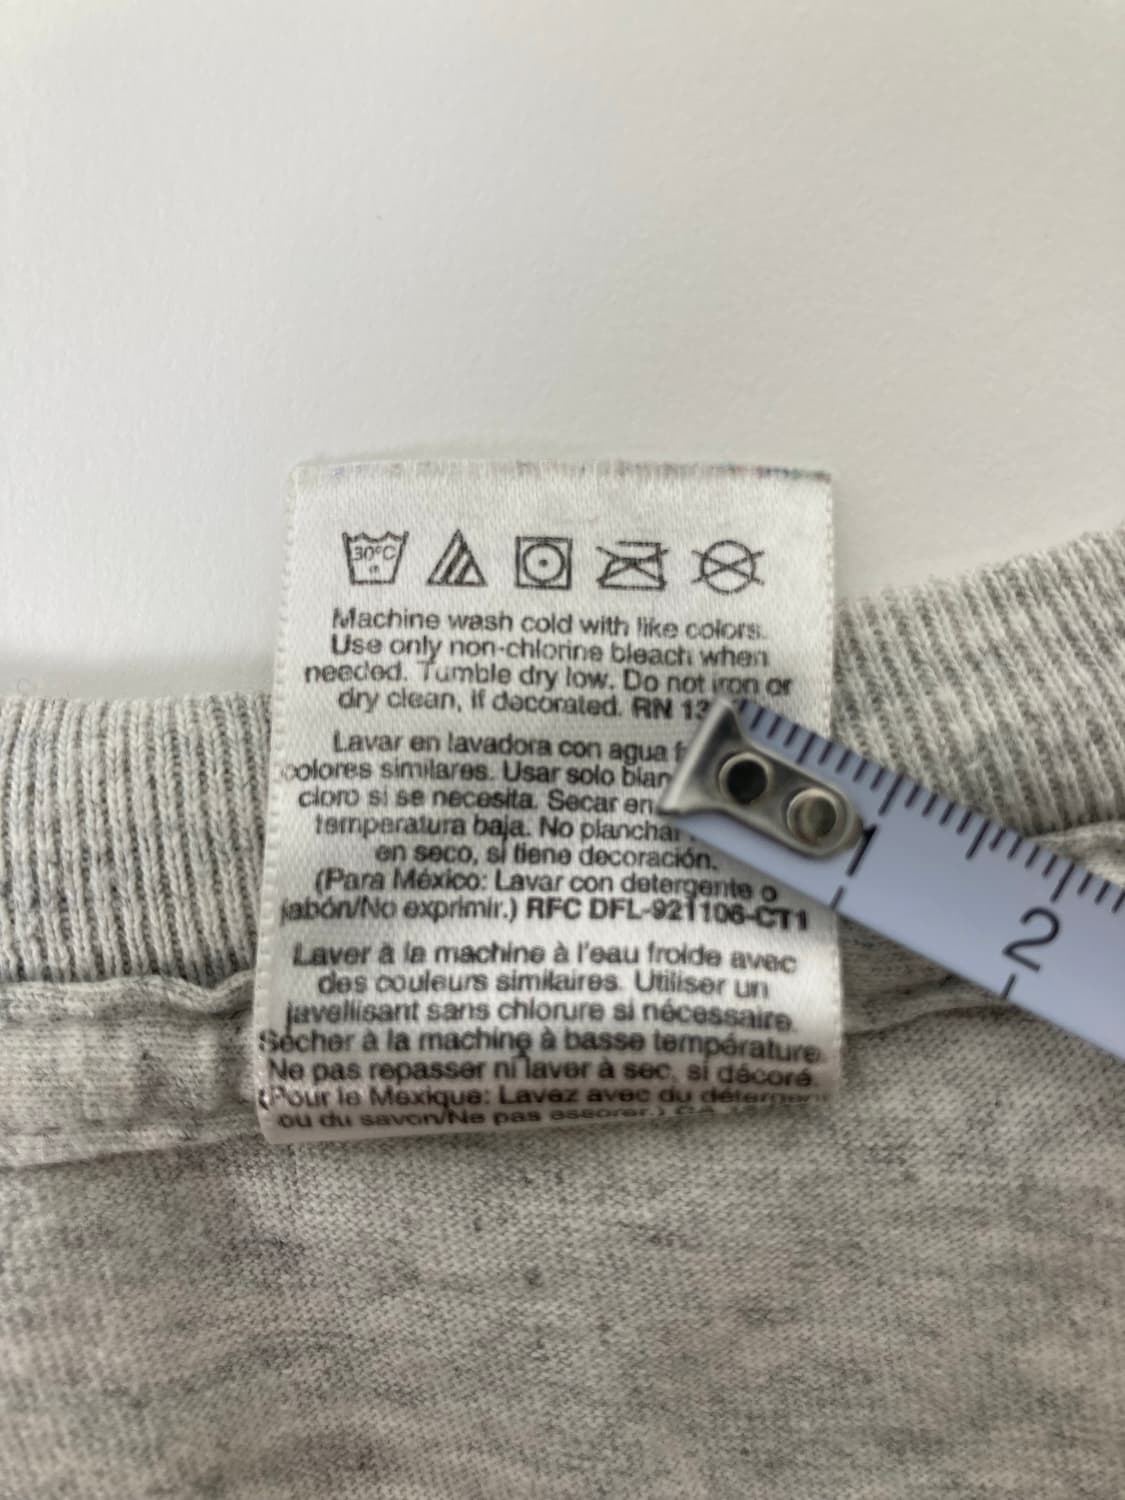 30°C
Machine wash cold with like colors.
Use only non-chlorine bleach when
needed. Tumble dry low. Do not iron or
dry clean, if decorated. RN 13
Lavar en lavadora con agua
colores similares. Usar solo
cloro si se necesita. Secar en
temperatura baja. No planchar
en seco, si tiene decoración.
(Para México: Lavar con detergente o
jabón/No exprimir.) RFC DFL-921106-CT1
Laver à la machine à l'eau froide avec
des couleurs similaires. Utiliser un
javellisant sans chlorure si nécessaire.
Sécher à la machine à basse température.
Ne pas repasser ni laver à sec, si décoré.
(Pour le Mexique: Lavez avec du
ou du savon/Ne pas
1
2